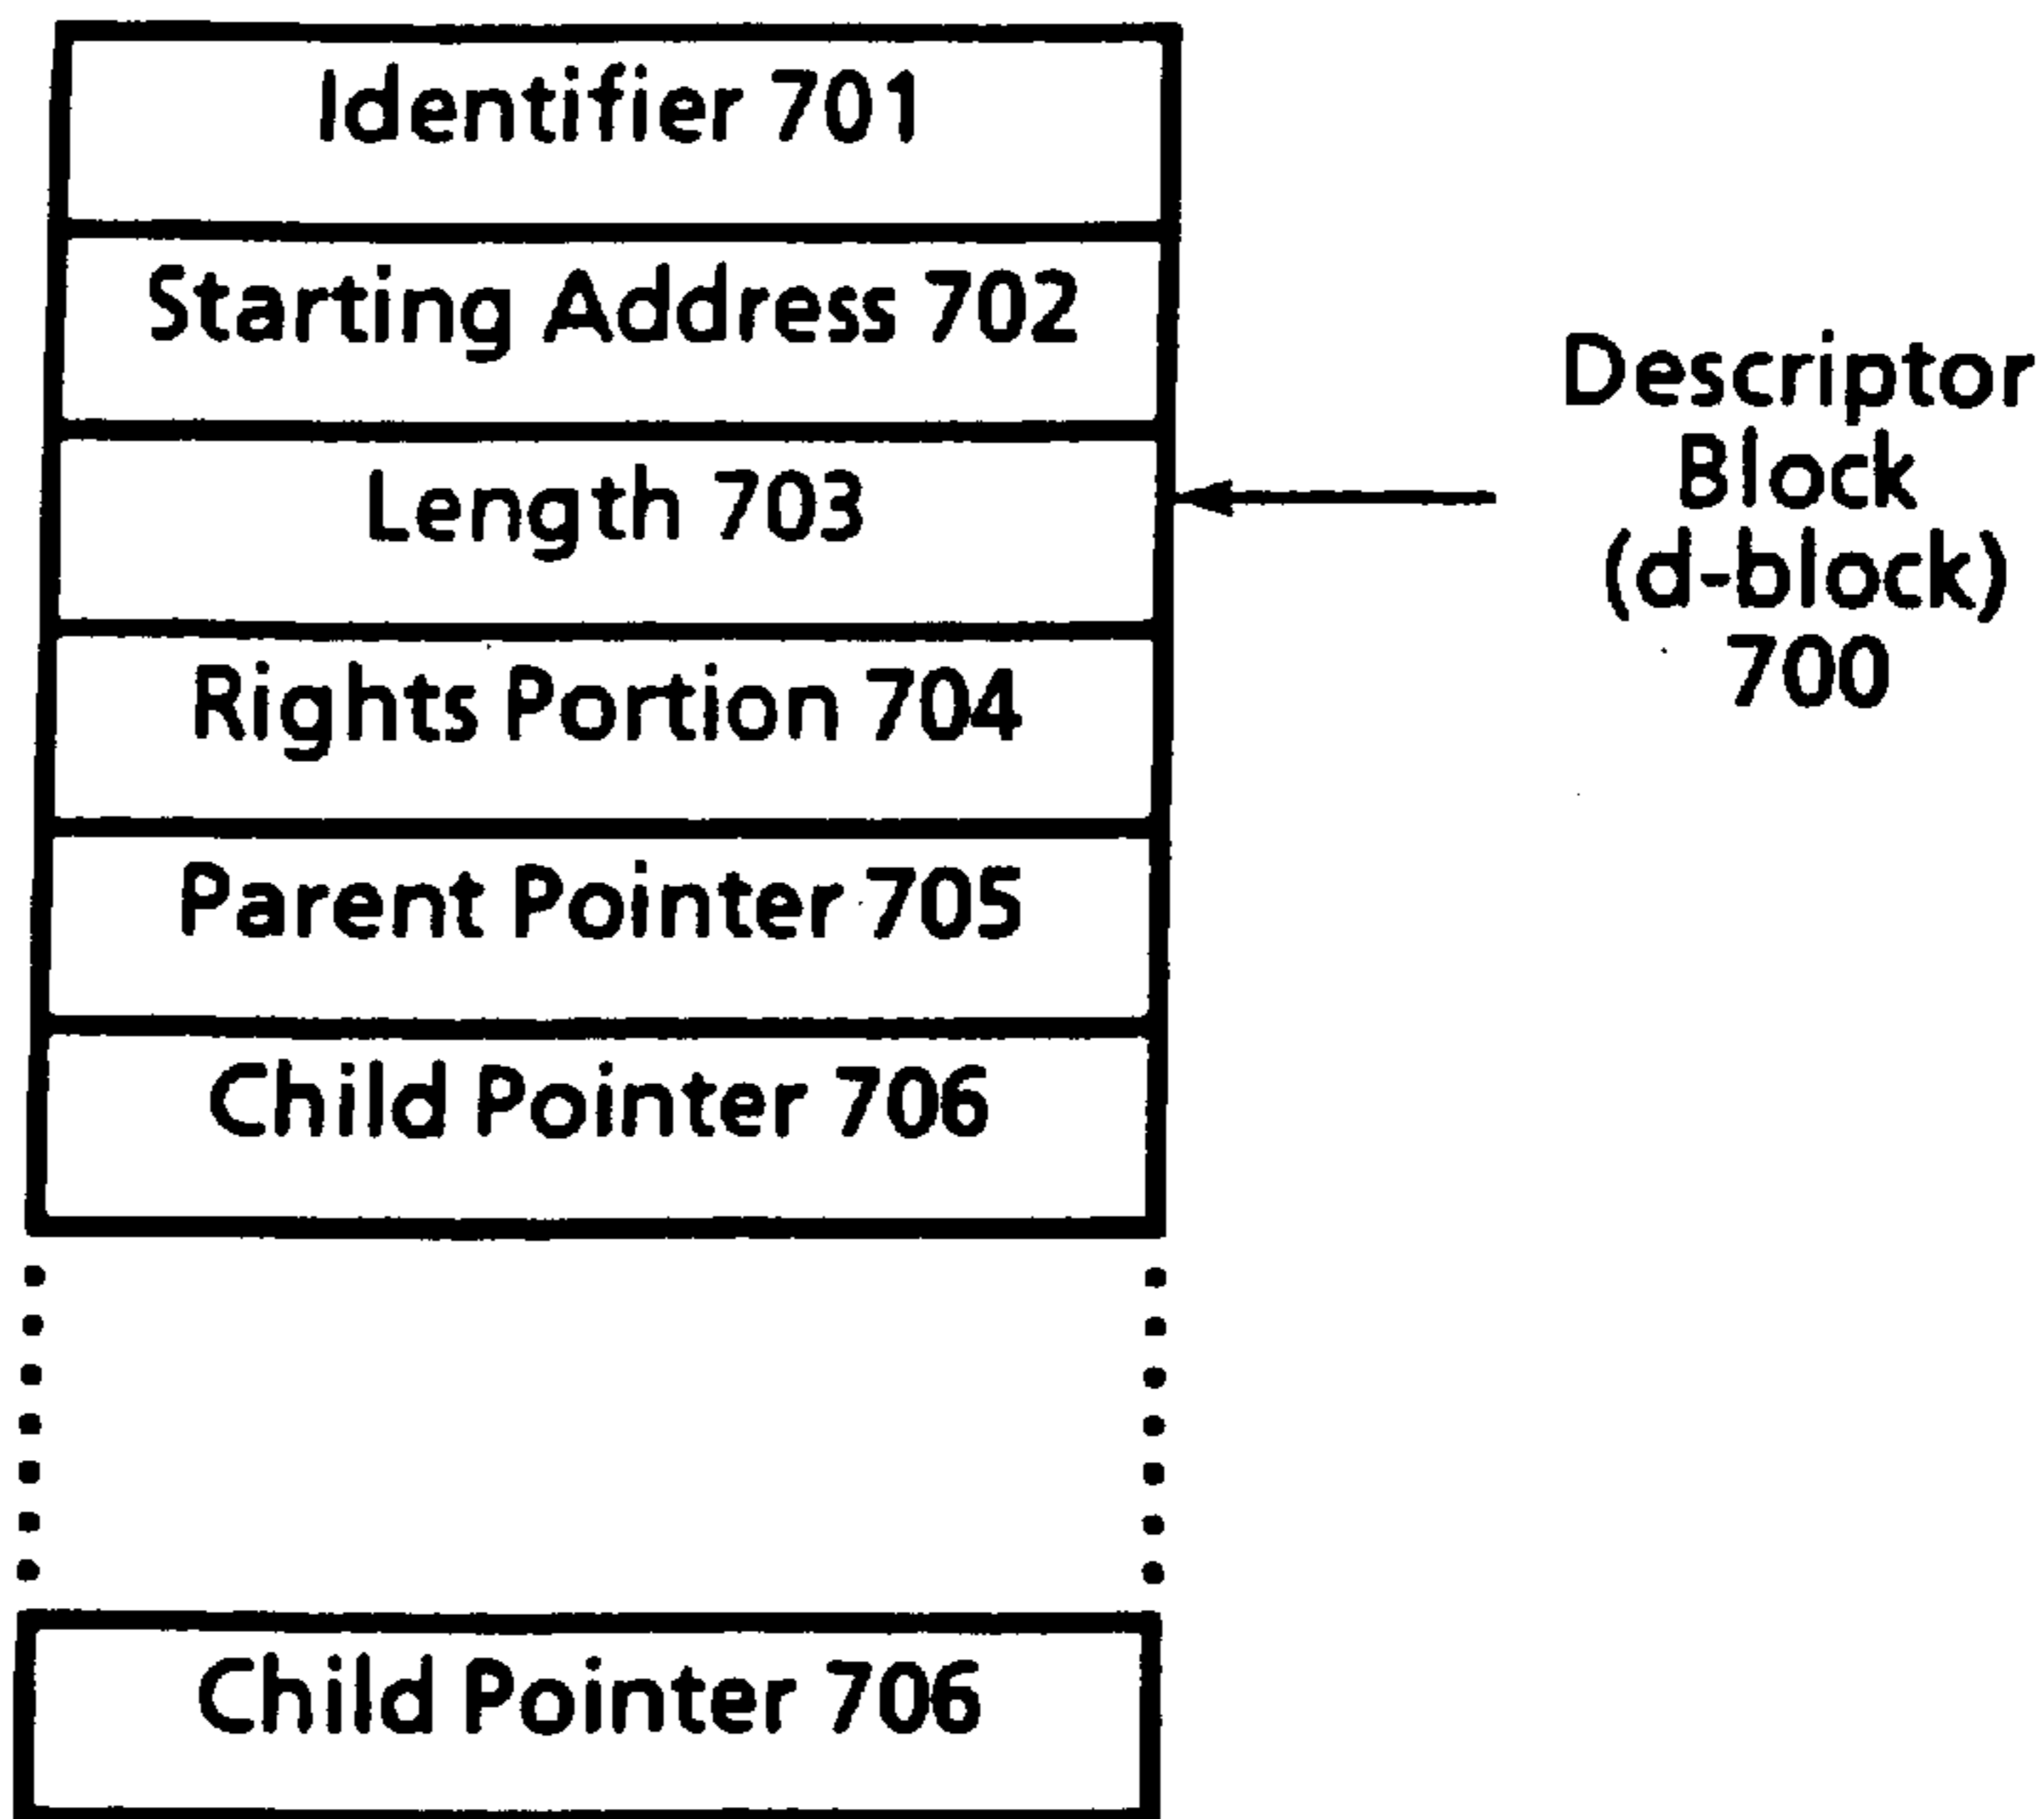 Identifier 701
Starting Address 702
Length 703
Rights Portion 704
Parent Pointer 705
Child Pointer 706
Child Pointer 706
Descriptor
Block
(d-block)
700